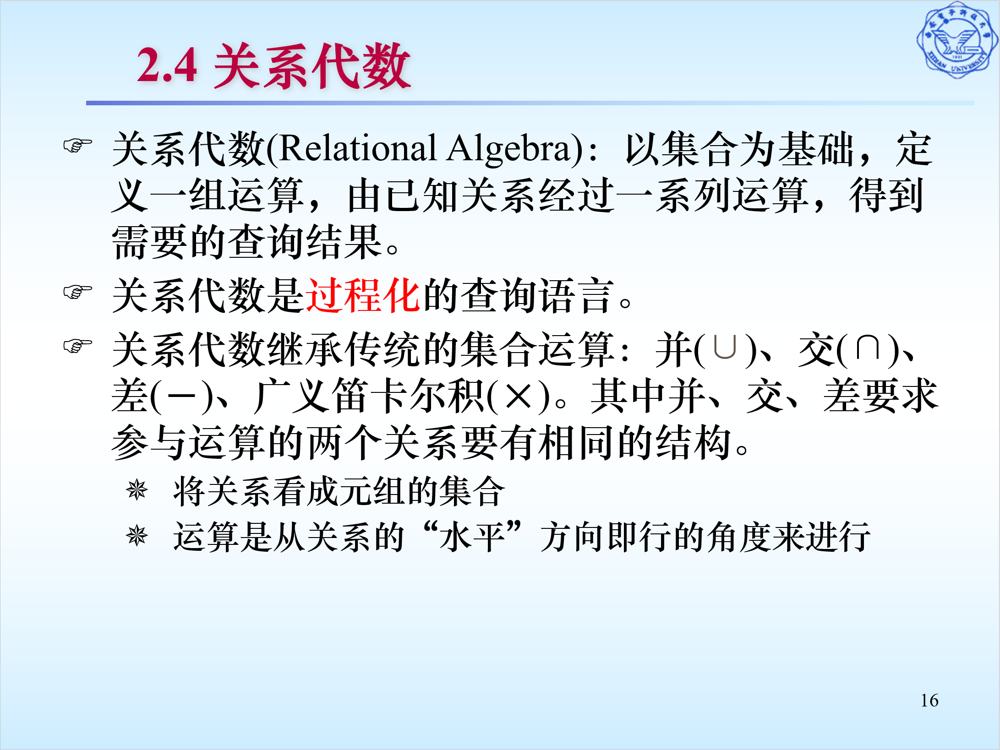 2.4 关系代数
关系代数(Relational Algebra)：以集合为基础，定
义一组运算，由已知关系经过一系列运算，得到
需要的查询结果。
关系代数是过程化的查询语言。
关系代数继承传统的集合运算：并(∪)、交(∩)、
差(－)、广义笛卡尔积(×)。其中并、交、差要求
参与运算的两个关系要有相同的结构。
将关系看成元组的集合
运算是从关系的“水平”方向即行的角度来进行
16
XIDIAN UNIVERSITY
1931